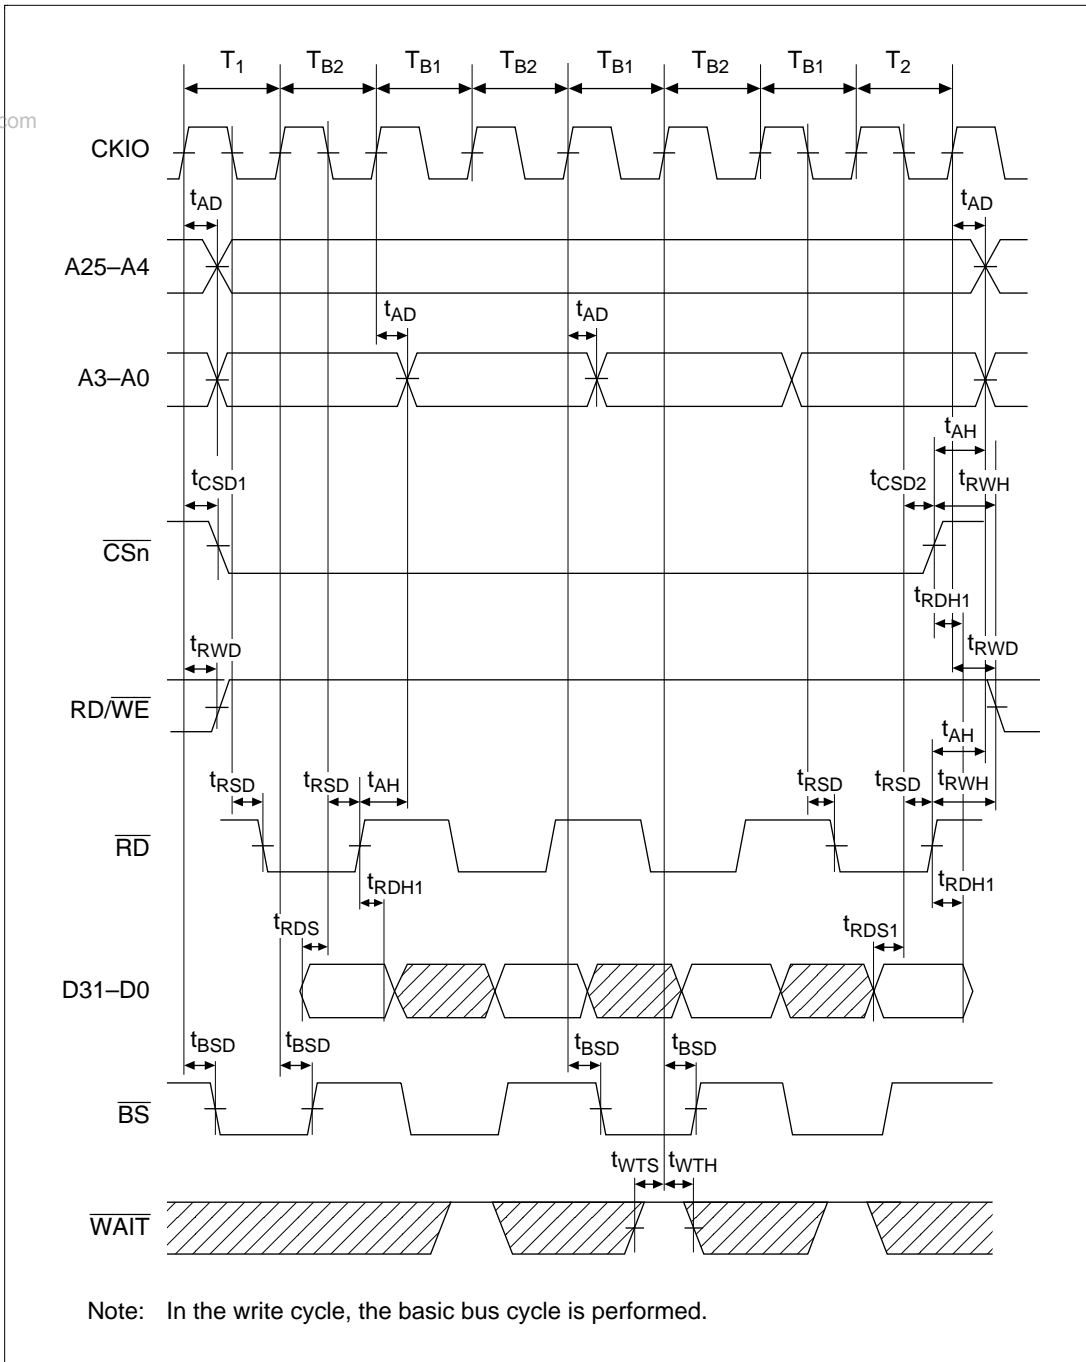 T1 TB2 TB1 TB2 TB1 TB2 TB1 T2
com
CKIO
tAD tAD
A25–A4
tAD tAD
A3–A0
tAH
tCSD1 tCSD2 tRWH
CSn
tRDH1
tRWD tRWD
RD/WE
tAH
tRSD tRSD tAH tRSD tRSD tRWH
RD
tRDH1 tRDH1
tRDS tRDS1
D31–D0
tBSD tBSD tBSD tBSD
BS
tWTS tWTH
WAIT
Note: In the write cycle, the basic bus cycle is performed.